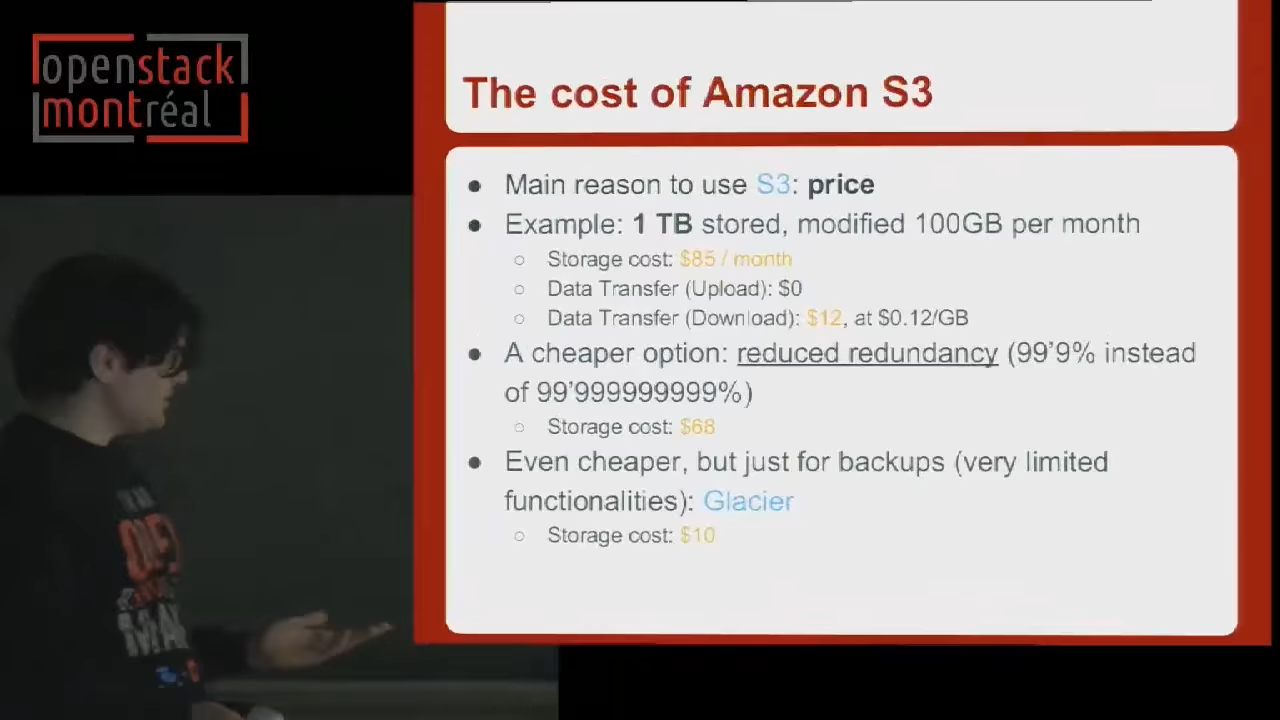 openstack
montréal
The cost of Amazon S3
● Main reason to use S3: price
● Example: 1 TB stored, modified 100GB per month
○ Storage cost: $85 / month
○ Data Transfer (Upload): $0
○ Data Transfer (Download): $12, at $0.12/GB
● A cheaper option: reduced redundancy (99'9% instead
of 99'999999999%)
○ Storage cost: $68
● Even cheaper, but just for backups (very limited
functionalities): Glacier
○ Storage cost: $10